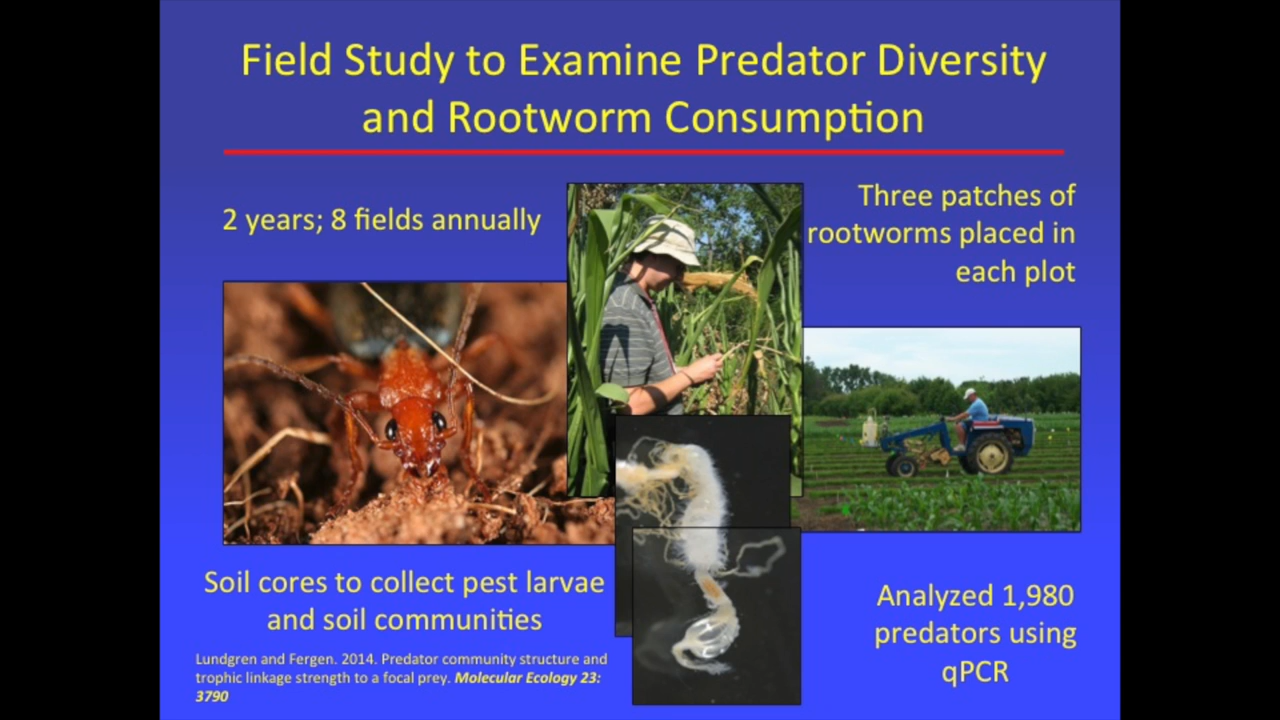 Field Study to Examine Predator Diversity
and Rootworm Consumption
2 years; 8 fields annually
Three patches of
rootworms placed in
each plot
Soil cores to collect pest larvae
and soil communities
Lundgren and Fergen. 2014. Predator community structure and
trophic linkage strength to a focal prey. Molecular Ecology 23:
3790
Analyzed 1,980
predators using
qPCR